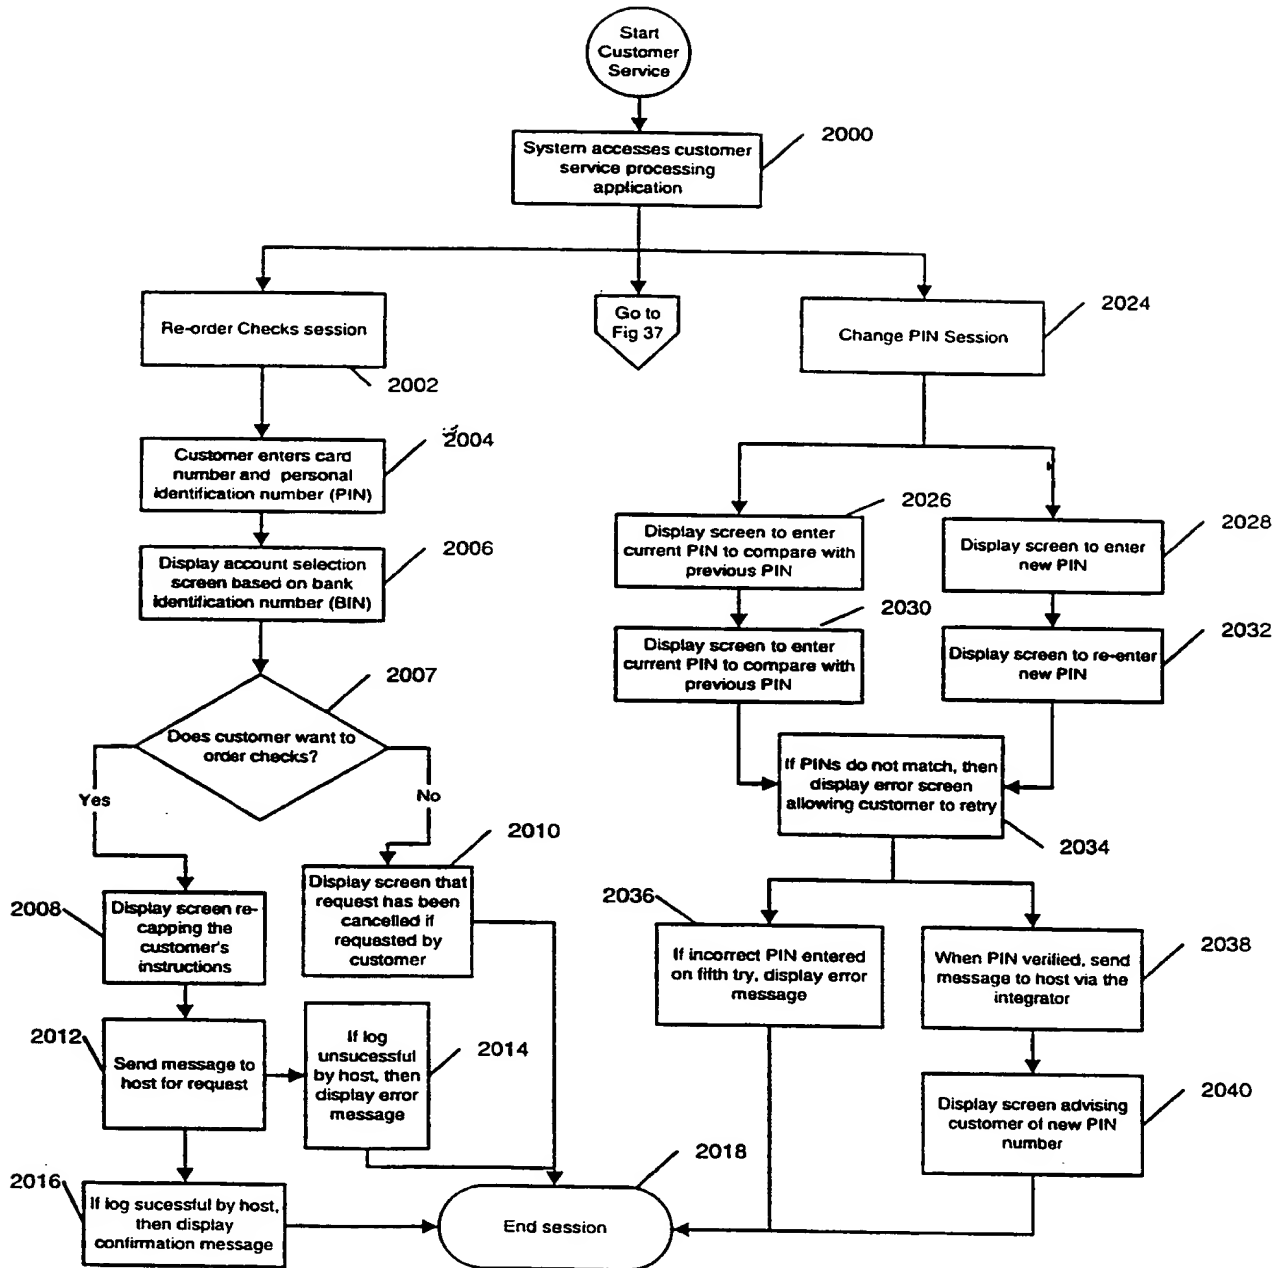 Start
Customer
Service
2000
System accesses customer
service processing
application
Re-order Checks session
2002
Go to
Fig 37
2024
Change PIN Session
2004
Customer enters card
number and personal
identification number (PIN)
2006
Display account selection
screen based on bank
identification number (BIN)
2007
Does customer want to
order checks?
Yes
No
2008
Display screen re-
capping the
customer's
instructions
2010
Display screen that
request has been
cancelled if
requested by
customer
2012
Send message to
host for request
2014
If log
unsucessful
by host, then
display error
message
2016
If log sucessful by host,
then display
confirmation message
2018
End session
2026
Display screen to enter
current PIN to compare with
previous PIN
2028
Display screen to enter
new PIN
2030
Display screen to enter
current PIN to compare with
previous PIN
2032
Display screen to re-enter
new PIN
If PINs do not match, then
display error screen
allowing customer to retry
2034
2036
If incorrect PIN entered
on fifth try, display error
message
2038
When PIN verified, send
message to host via the
integrator
2040
Display screen advising
customer of new PIN
number